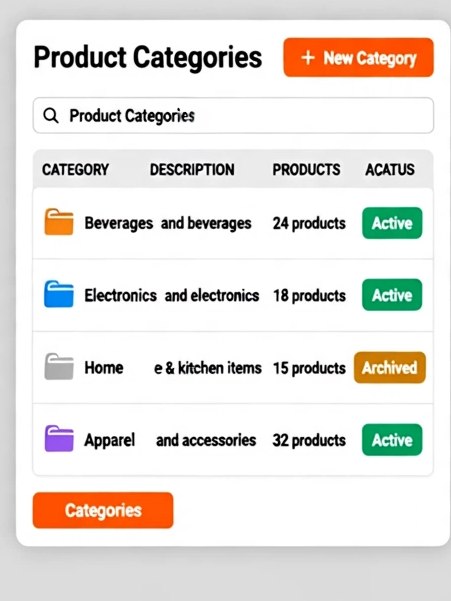 Product Categories
+ New Category
Product Categories
CATEGORY DESCRIPTION PRODUCTS ACATUS
Beverages and beverages 24 products Active
Electronics and electronics 18 products Active
Home e & kitchen items 15 products Archived
Apparel and accessories 32 products Active
Categories